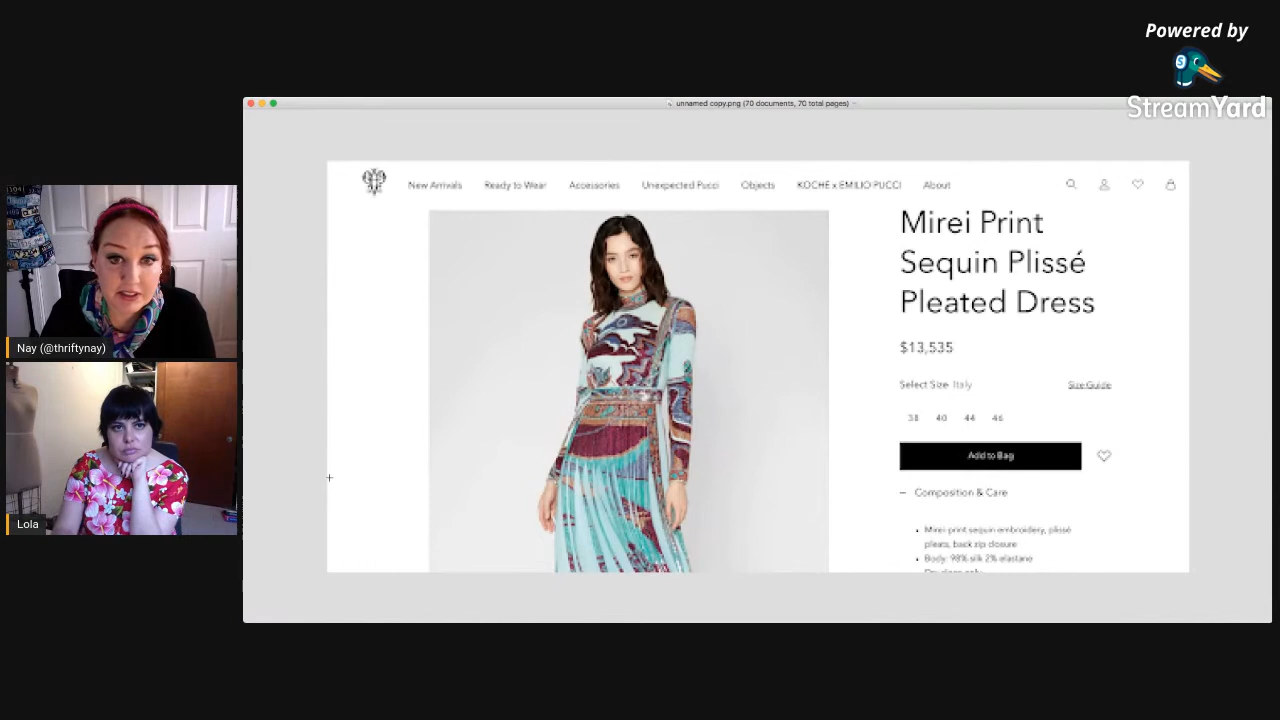 Powered by
StreamYard
unnamed copy.png (70 documents, 70 total pages)
New Arrivals Ready to Wear Accessories Unexpected Pucci Objects KOCHÉ x EMILIO PUCCI About
Mirei Print
Sequin Plissé
Pleated Dress
$13,535
Select Size Italy Size Guide
38 40 44 46
Add to Bag
– Composition & Care
• Mirei print sequin embroidery, plissé
pleats, back zip closure
• Body: 98% silk 2% elastane
Nay (@thriftynay)
Lola